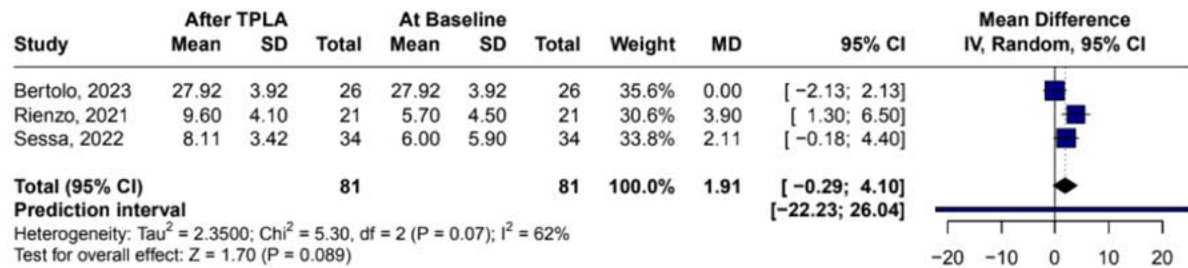 After TPLA At Baseline Mean Difference
Study Mean SD Total Mean SD Total Weight MD 95% CI IV, Random, 95% CI
Bertolo, 2023 27.92 3.92 26 27.92 3.92 26 35.6% 0.00 [ −2.13; 2.13]
Rienzo, 2021 9.60 4.10 21 5.70 4.50 21 30.6% 3.90 [ 1.30; 6.50]
Sessa, 2022 8.11 3.42 34 6.00 5.90 34 33.8% 2.11 [ −0.18; 4.40]
Total (95% CI) 81 81 100.0% 1.91 [ −0.29; 4.10]
Prediction interval [−22.23; 26.04]
Heterogeneity: Tau² = 2.3500; Chi² = 5.30, df = 2 (P = 0.07); I² = 62%
Test for overall effect: Z = 1.70 (P = 0.089)
−20 −10 0 10 20